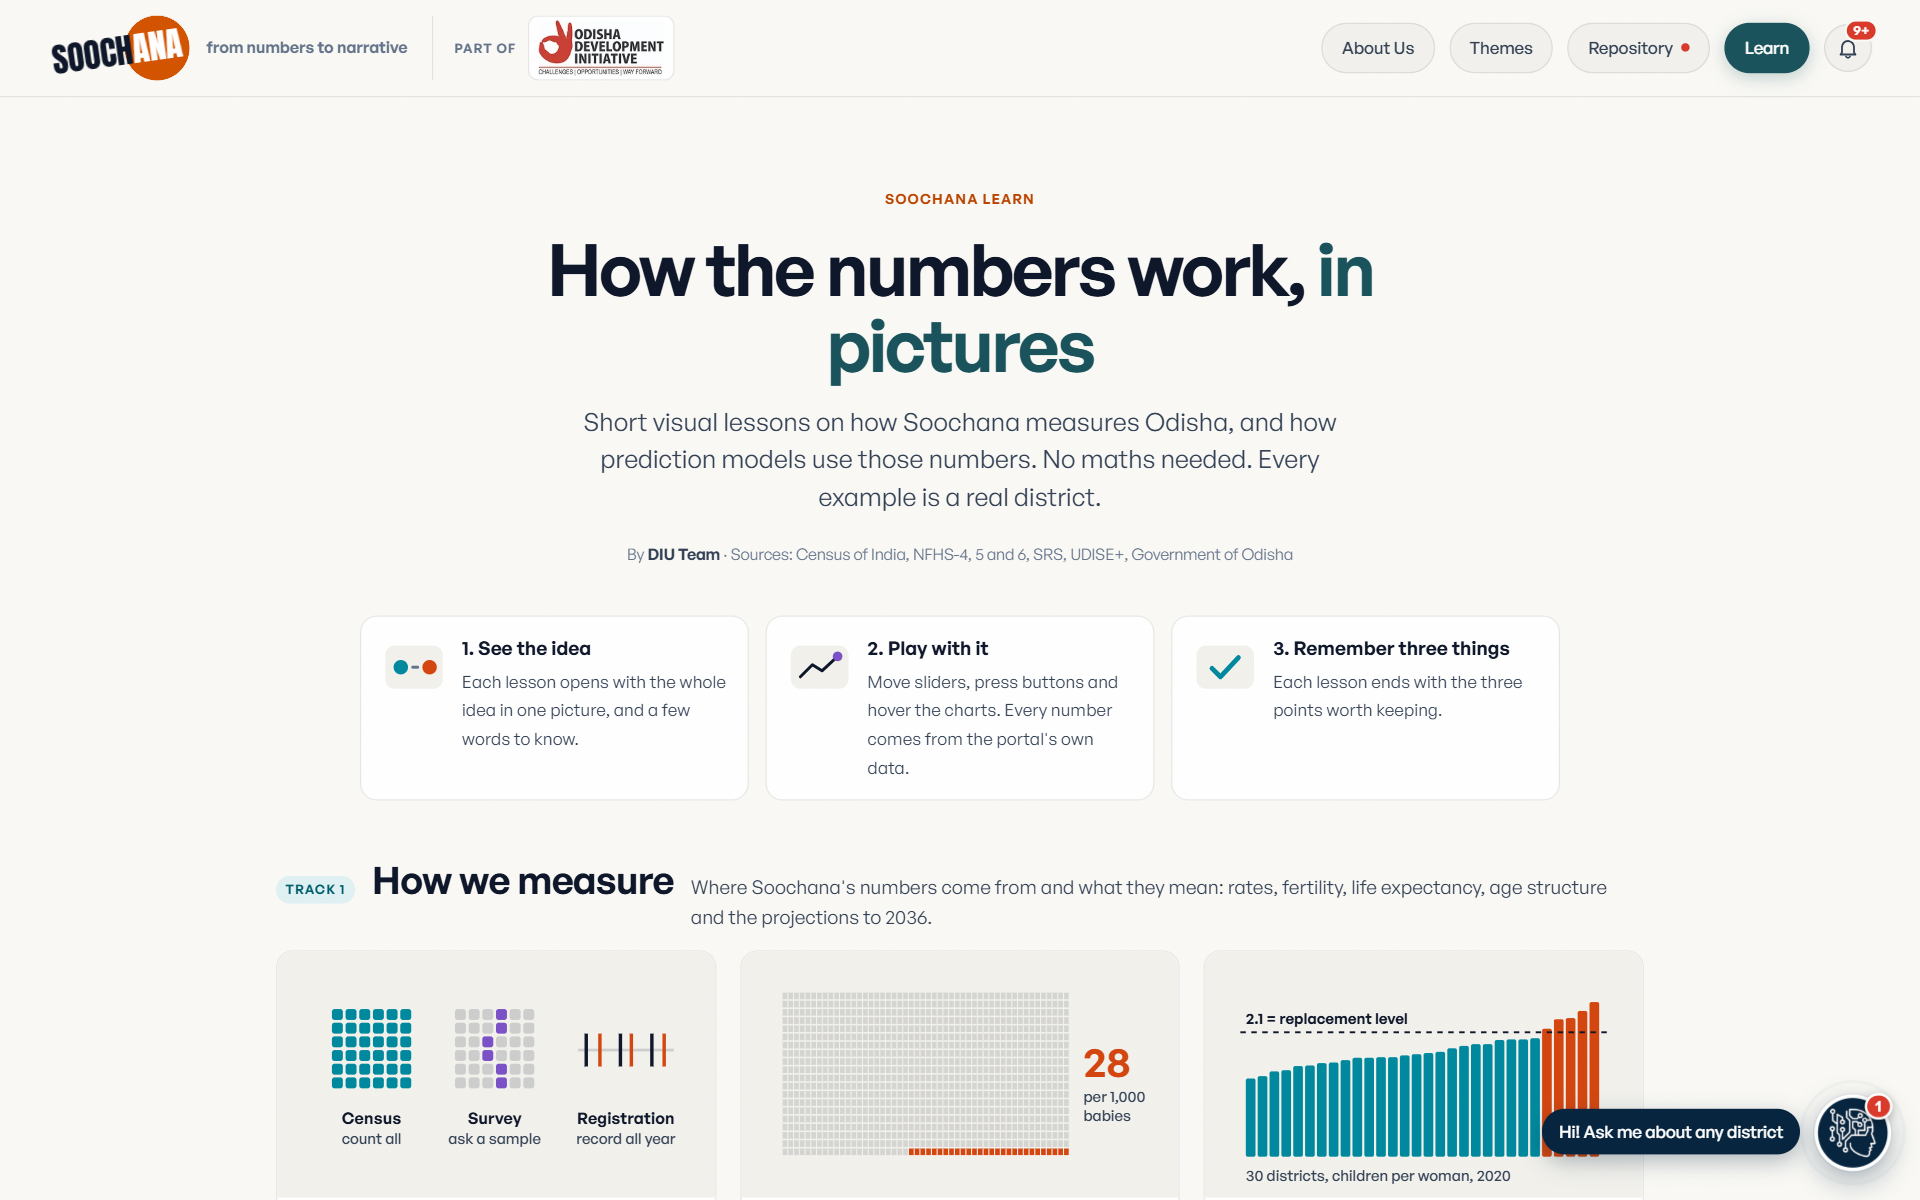 SOOCHANA
from numbers to narrative
PART OF
ODISHA
DEVELOPMENT
INITIATIVE
CHALLENGES | OPPORTUNITIES | WAY FORWARD
About Us
Themes
Repository
Learn
9+
SOOCHANA LEARN
How the numbers work, in
pictures
Short visual lessons on how Soochana measures Odisha, and how
prediction models use those numbers. No maths needed. Every
example is a real district.
By DIU Team · Sources: Census of India, NFHS-4, 5 and 6, SRS, UDISE+, Government of Odisha
1. See the idea
Each lesson opens with the whole
idea in one picture, and a few
words to know.
2. Play with it
Move sliders, press buttons and
hover the charts. Every number
comes from the portal's own
data.
3. Remember three things
Each lesson ends with the three
points worth keeping.
TRACK 1
How we measure
Where Soochana's numbers come from and what they mean: rates, fertility, life expectancy, age structure
and the projections to 2036.
Census
count all
Survey
ask a sample
Registration
record all year
28
per 1,000
babies
2.1 = replacement level
30 districts, children per woman, 2020
Hi! Ask me about any district
1